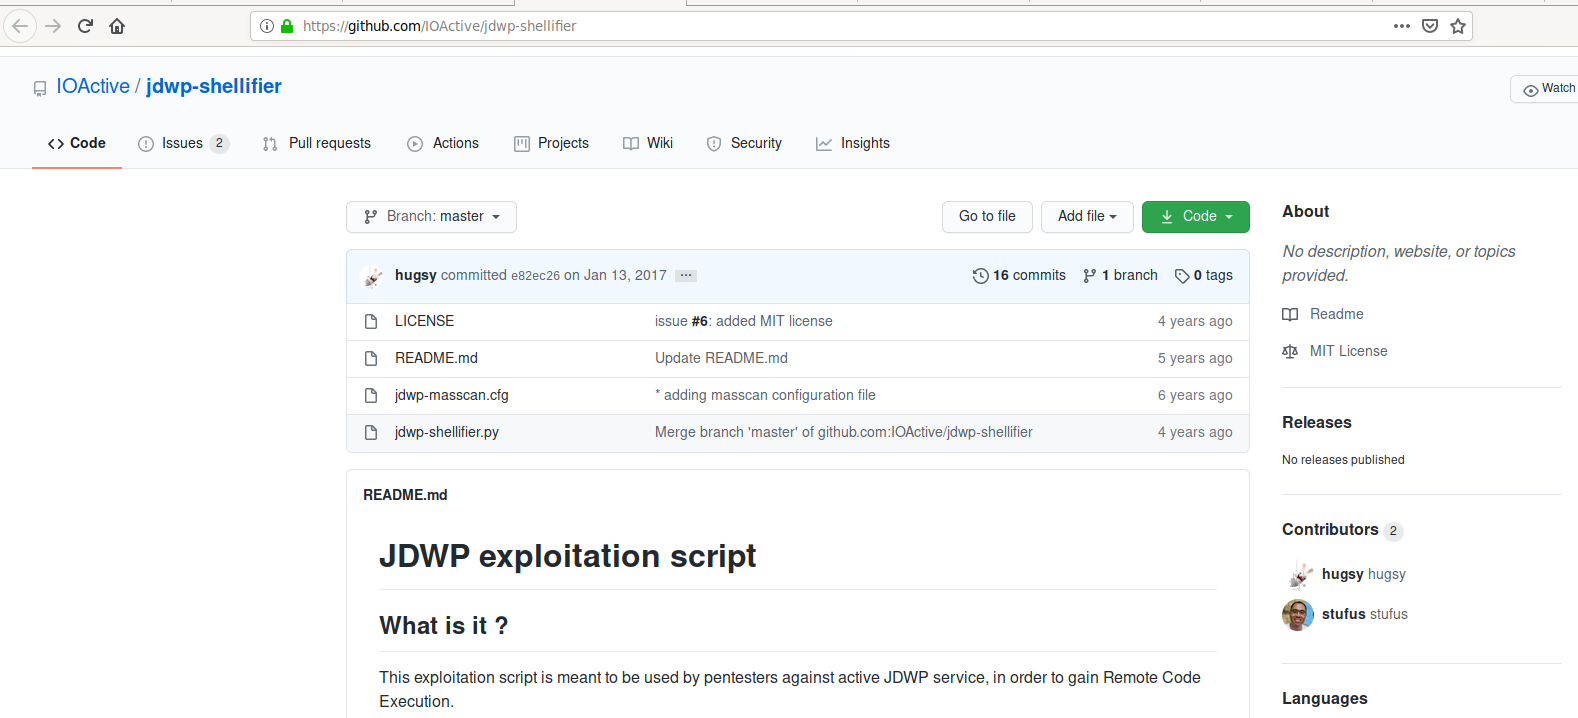 https://github.com/IOActive/jdwp-shellifier
IOActive / jdwp-shellifier
Watch
Code Issues 2 Pull requests Actions Projects Wiki Security Insights
Branch: master Go to file Add file Code
About
hugsy committed e82ec26 on Jan 13, 2017 ... 16 commits 1 branch 0 tags
No description, website, or topics
provided.
LICENSE issue #6: added MIT license 4 years ago
Readme
README.md Update README.md 5 years ago
MIT License
jdwp-masscan.cfg * adding masscan configuration file 6 years ago
jdwp-shellifier.py Merge branch 'master' of github.com:IOActive/jdwp-shellifier 4 years ago
Releases
No releases published
README.md
JDWP exploitation script
What is it ?
This exploitation script is meant to be used by pentesters against active JDWP service, in order to gain Remote Code
Execution.
Contributors 2
hugsy hugsy
stufus stufus
Languages